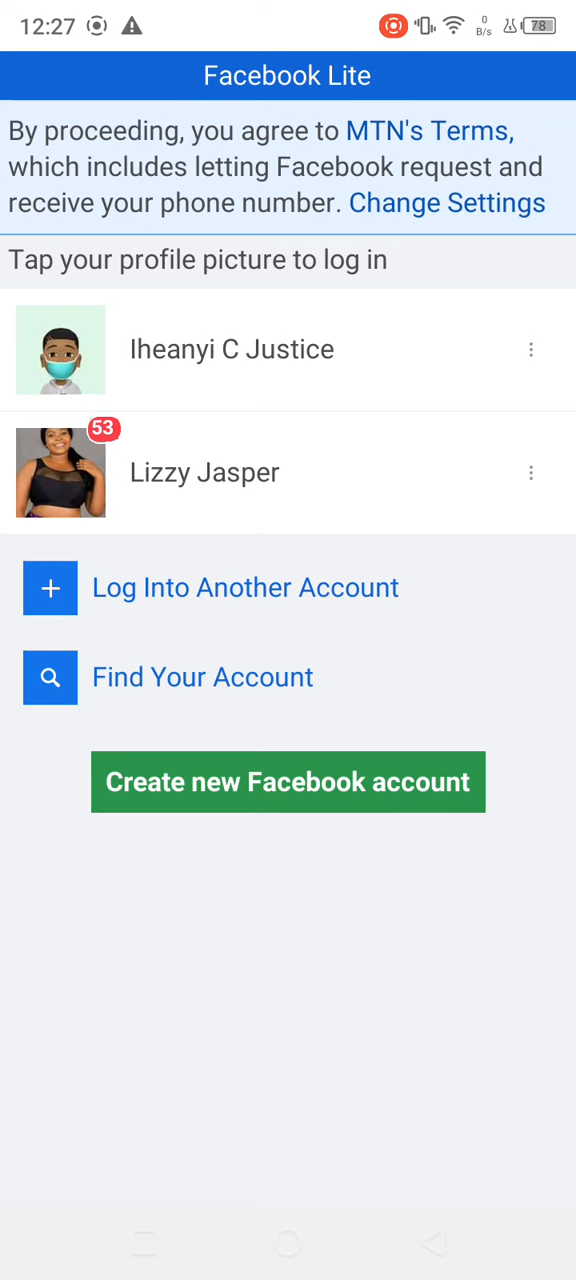 12:27
0
B/s
78
Facebook Lite
By proceeding, you agree to MTN's Terms,
which includes letting Facebook request and
receive your phone number. Change Settings
Tap your profile picture to log in
Iheanyi C Justice
53
Lizzy Jasper
Log Into Another Account
Find Your Account
Create new Facebook account